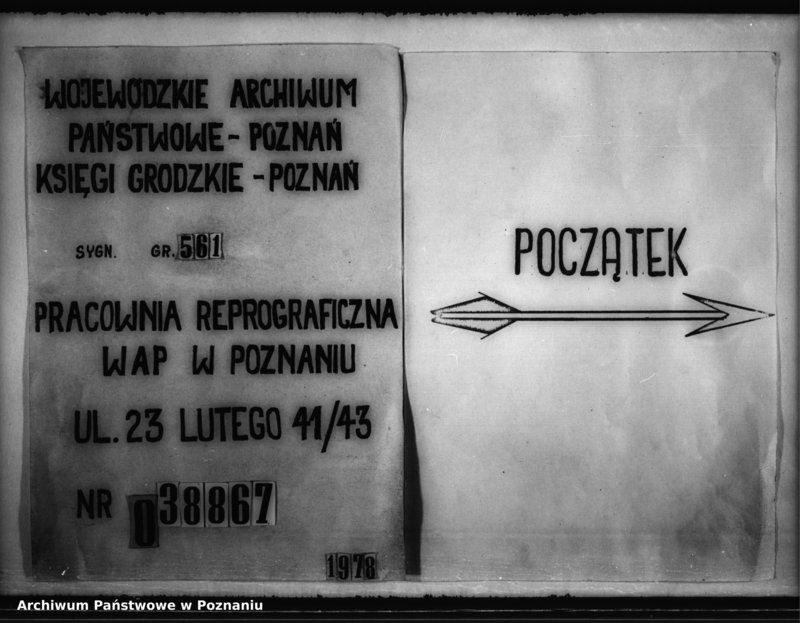 WOJEWÓDZKIE ARCHIWUM
PAŃSTWOWE - POZNAŃ
KSIĘGI GRODZKIE - POZNAŃ
SYGN. GR. 561
PRACOWNIA REPROGRAFICZNA
WAP W POZNANIU
UL. 23 LUTEGO 41/43
NR 038867
1978
POCZĄTEK
Archiwum Państwowe w Poznaniu